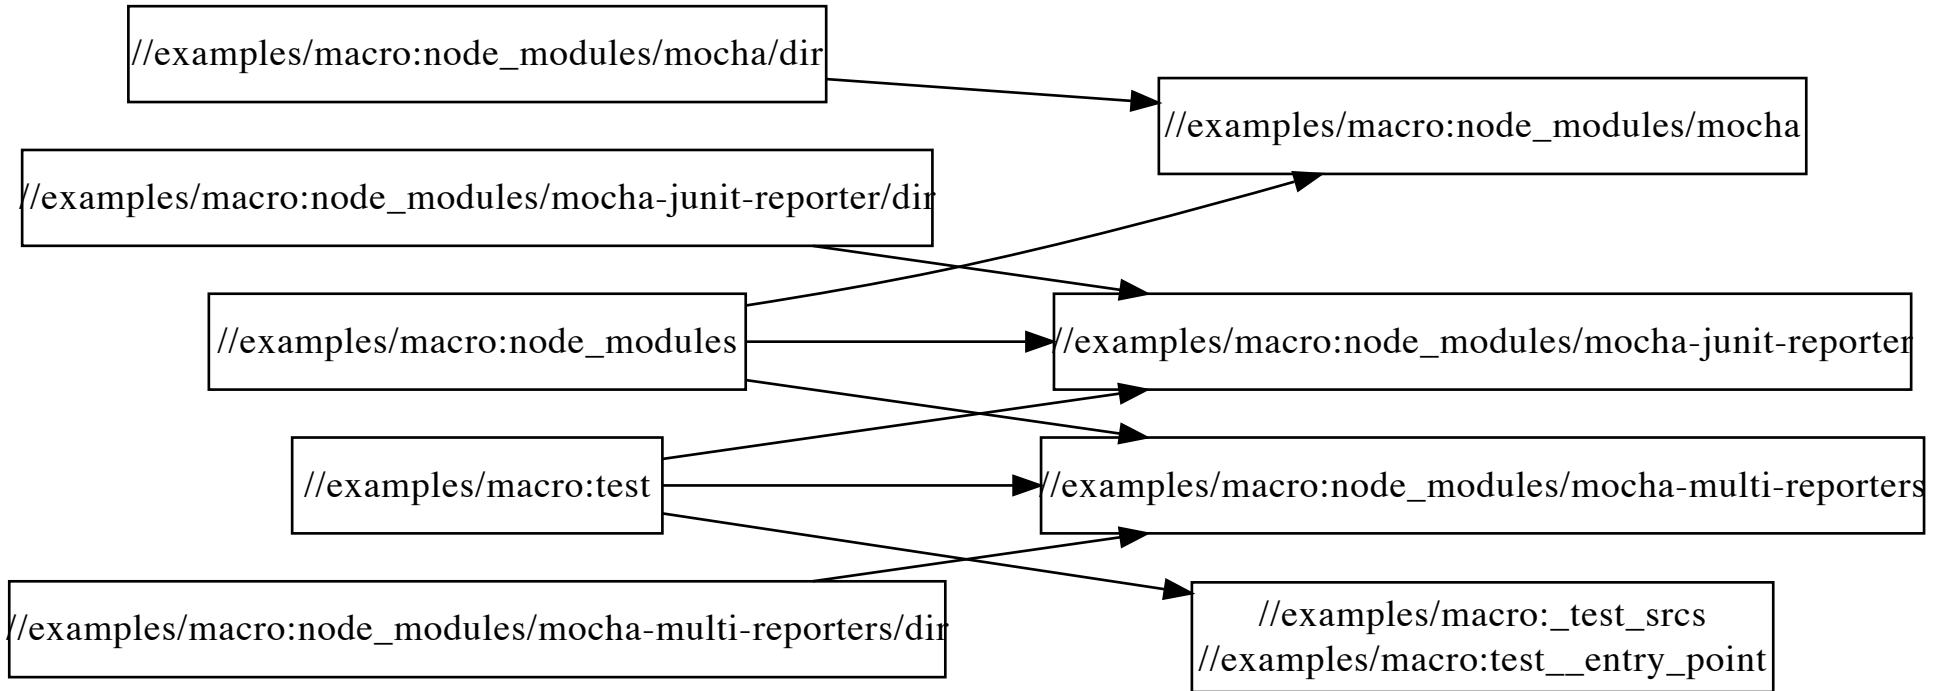 //examples/macro:node_modules/mocha/dir
//examples/macro:node_modules/mocha
//examples/macro:node_modules/mocha-junit-reporter/dir
//examples/macro:node_modules
//examples/macro:node_modules/mocha-junit-reporter
//examples/macro:test
//examples/macro:node_modules/mocha-multi-reporters
//examples/macro:node_modules/mocha-multi-reporters/dir
//examples/macro:_test_srcs
//examples/macro:test__entry_point